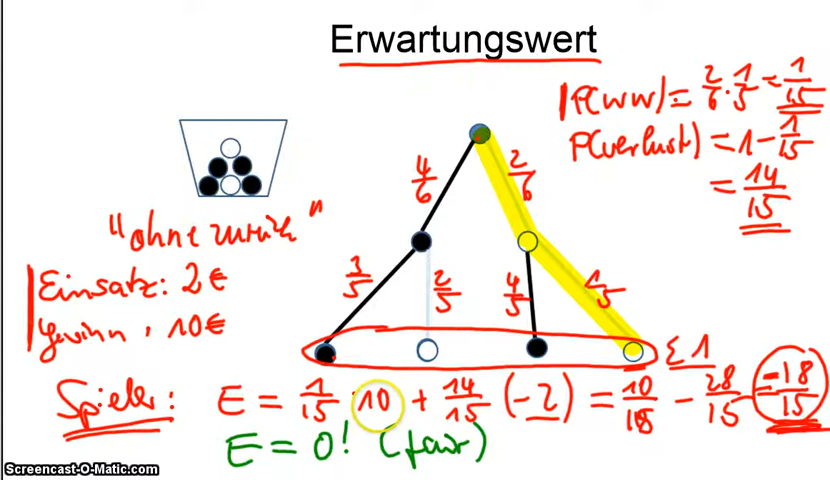 Erwartungswert
P(ww) = 2/6 · 1/5 = 1/15
P(Verlust) = 1 - 1/15
= 14/15
4/6 2/6
"ohne zurück"
3/5 2/5 4/5 1/5
Einsatz: 2€
Gewinn: 10€
Σ 1
Spieler: E = 1/15 10 + 14/15 (-2) = 10/15 - 28/15 = -18/15
E = 0! (fair)
Screencast-O-Matic.com